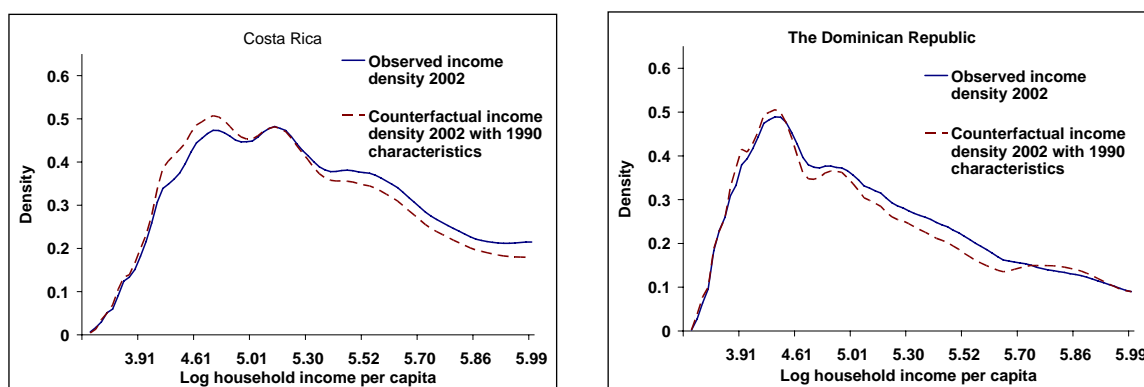 Costa Rica
Observed income
density 2002
Counterfactual income
density 2002 with 1990
characteristics
Density
0.6
0.5
0.4
0.3
0.2
0.1
0
3.91 4.61 5.01 5.30 5.52 5.70 5.86 5.99
Log household income per capita
The Dominican Republic
Observed income
density 2002
Counterfactual income
density 2002 with 1990
characteristics
Density
0.6
0.5
0.4
0.3
0.2
0.1
0
3.91 4.61 5.01 5.30 5.52 5.70 5.86 5.99
Log household income per capita